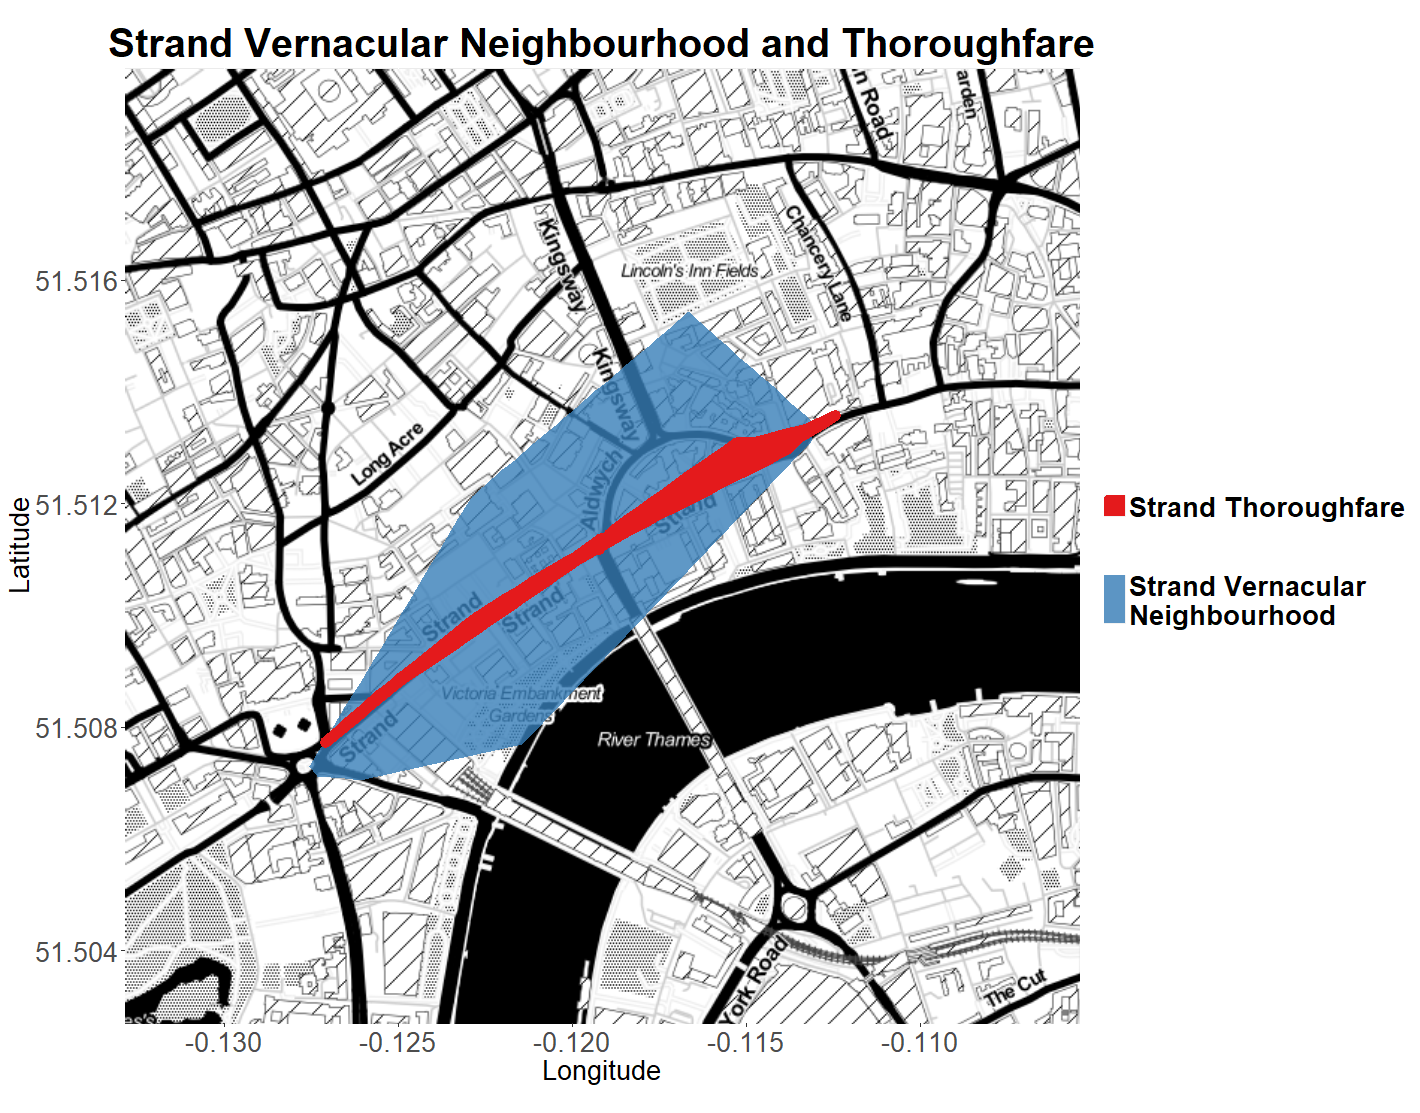 Strand Vernacular Neighbourhood and Thoroughfare
n Road
arden
Kingsway
Chancery Lane
Lincoln's Inn Fields
51.516
Kingsway
Long Acre
Aldwych
51.512
Strand
Strand Thoroughfare
Latitude
Strand Vernacular
Neighbourhood
Strand
Strand
Victoria Embankment
Gardens
51.508
Strand
River Thames
51.504
York Road
The Cut
es's
-0.130
-0.125
-0.120
-0.115
-0.110
Longitude